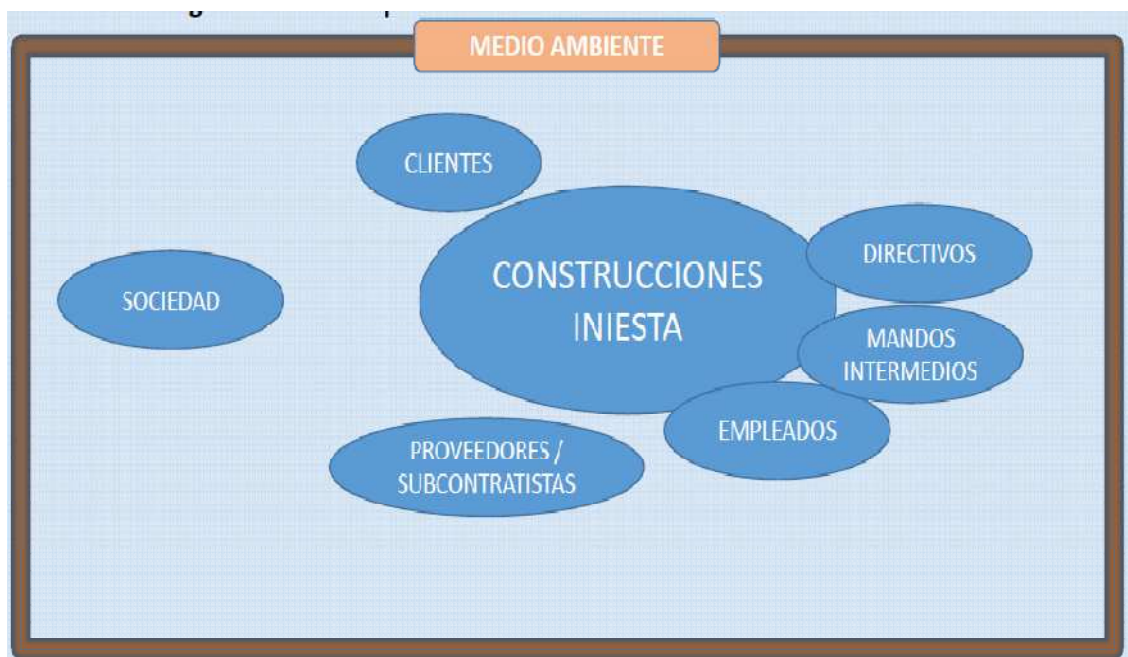 MEDIO AMBIENTE
CLIENTES
CONSTRUCCIONES
INIESTA
DIRECTIVOS
SOCIEDAD
MANDOS
INTERMEDIOS
EMPLEADOS
PROVEEDORES /
SUBCONTRATISTAS